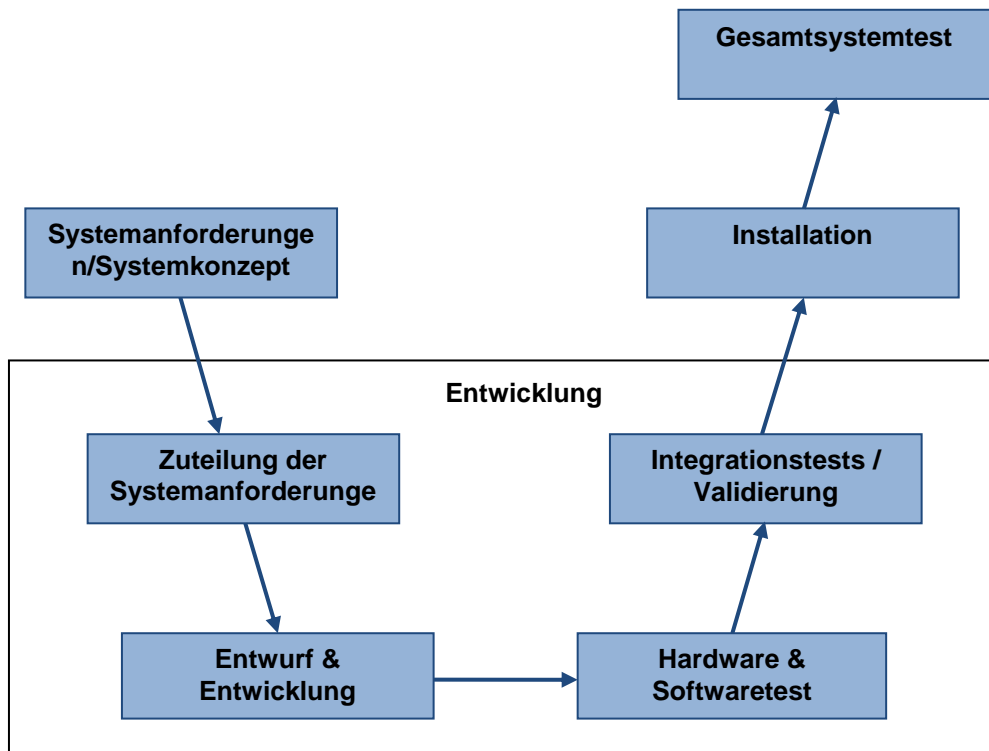 Gesamtsystemtest
Systemanforderunge
n/Systemkonzept
Installation
Entwicklung
Zuteilung der
Systemanforderunge
Integrationstests /
Validierung
Entwurf &
Entwicklung
Hardware &
Softwaretest